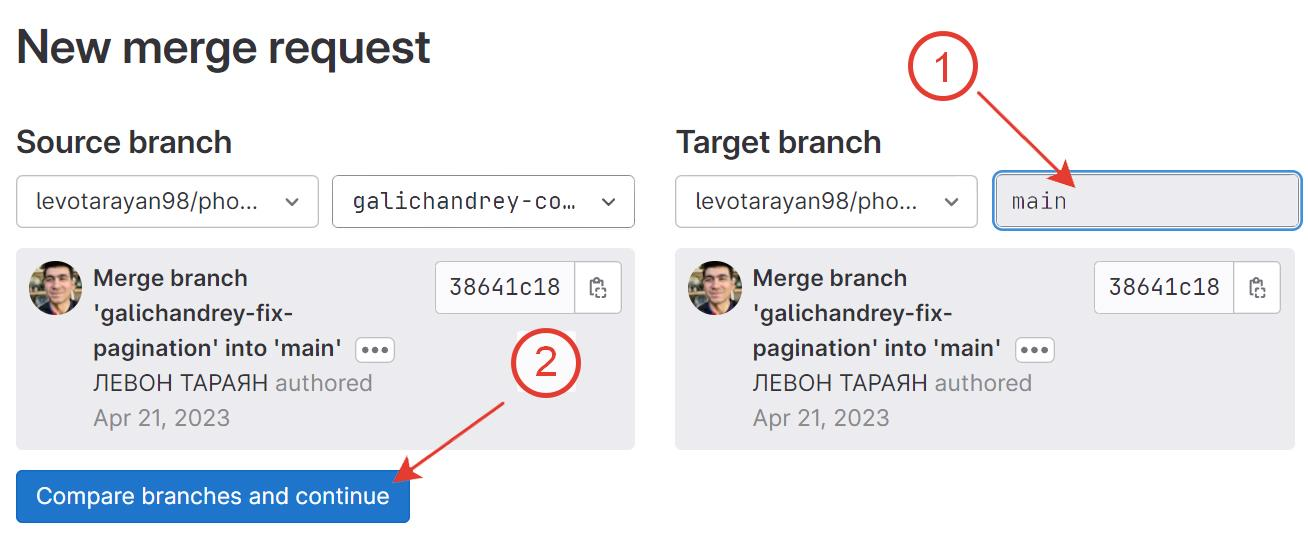 New merge request
1
Source branch
Target branch
levotarayan98/pho...
galichandrey-co...
levotarayan98/pho...
main
Merge branch
'galichandrey-fix-
pagination' into 'main'
ЛЕВОН ТАРАЯН authored
Apr 21, 2023
38641c18
2
Merge branch
'galichandrey-fix-
pagination' into 'main'
ЛЕВОН ТАРАЯН authored
Apr 21, 2023
38641c18
Compare branches and continue